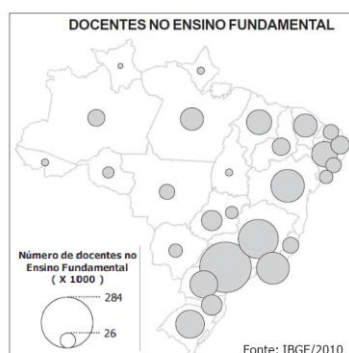 DOCENTES NO ENSINO FUNDAMENTAL
Número de docentes no
Ensino Fundamental
( X 1000 )
284
26
Fonte: IBGE/2010